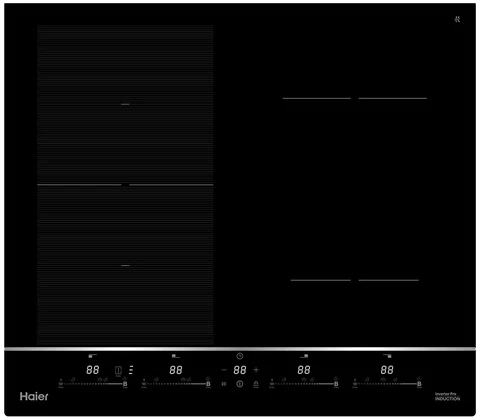 88 88 88 88 88
B B B B
Haier
Inverter Pro
INDUCTION